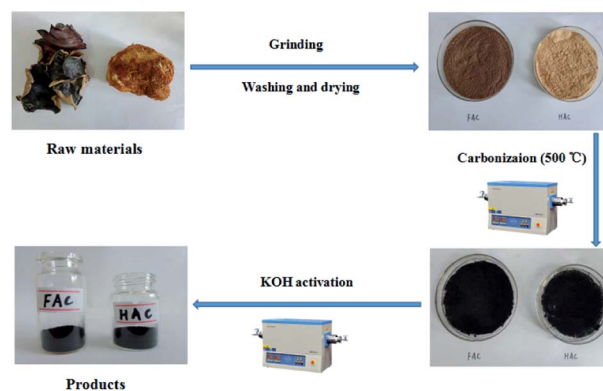 Grinding
Washing and drying
FAC
HAC
Raw materials
Carbonizaion (500 ℃)
KOH activation
FAC
HAC
FAC
HAC
Products